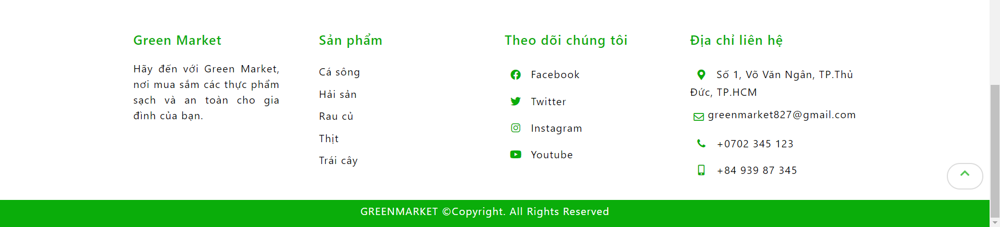 Green Market
Hãy đến với Green Market,
nơi mua sắm các thực phẩm
sạch và an toàn cho gia
đình của bạn.
Sản phẩm
Cá sông
Hải sản
Rau củ
Thịt
Trái cây
Theo dõi chúng tôi
Facebook
Twitter
Instagram
Youtube
Địa chỉ liên hệ
Số 1, Võ Văn Ngân, TP.Thủ
Đức, TP.HCM
greenmarket827@gmail.com
+0702 345 123
+84 939 87 345
GREENMARKET ©Copyright. All Rights Reserved